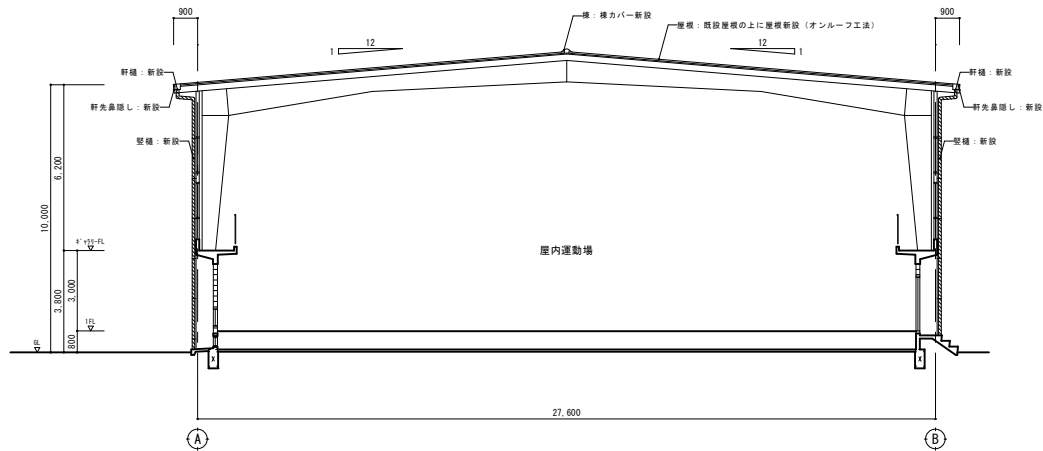 900
棟：棟カバー新設
屋根：既設屋根の上に屋根新設（オンルーフ工法）
900
12
1
12
1
軒樋：新設
軒先鼻隠し：新設
竪樋：新設
軒樋：新設
軒先鼻隠し：新設
竪樋：新設
10,000
6,200
3,800
3,000
800
ｷﾞｬﾗﾘｰFL
1FL
GL
屋内運動場
27,600
A
B